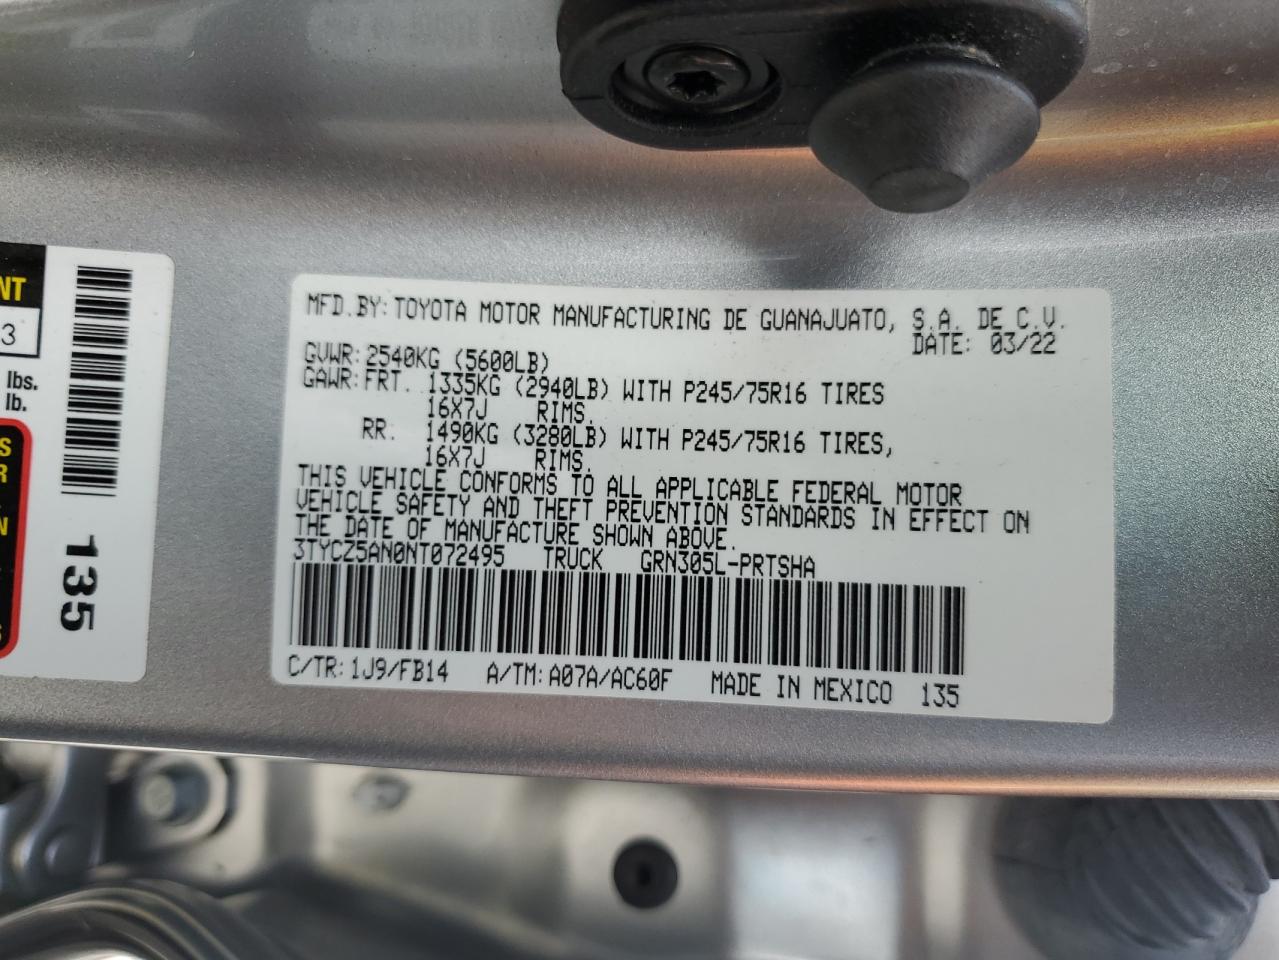 NT
3
lbs.
lb.
S
R
N
S
135
MFD.BY: TOYOTA MOTOR MANUFACTURING DE GUANAJUATO, S.A. DE C.V.
DATE: 03/22
GVWR: 2540KG (5600LB)
GAWR: FRT. 1335KG (2940LB) WITH P245/75R16 TIRES
16X7J RIMS,
RR. 1490KG (3280LB) WITH P245/75R16 TIRES,
16X7J RIMS.
THIS VEHICLE CONFORMS TO ALL APPLICABLE FEDERAL MOTOR
VEHICLE SAFETY AND THEFT PREVENTION STANDARDS IN EFFECT ON
THE DATE OF MANUFACTURE SHOWN ABOVE.
3TYCZ5AN0NT072495 TRUCK GRN305L-PRTSHA
C/TR: 1J9/FB14 A/TM: A07A/AC60F MADE IN MEXICO 135